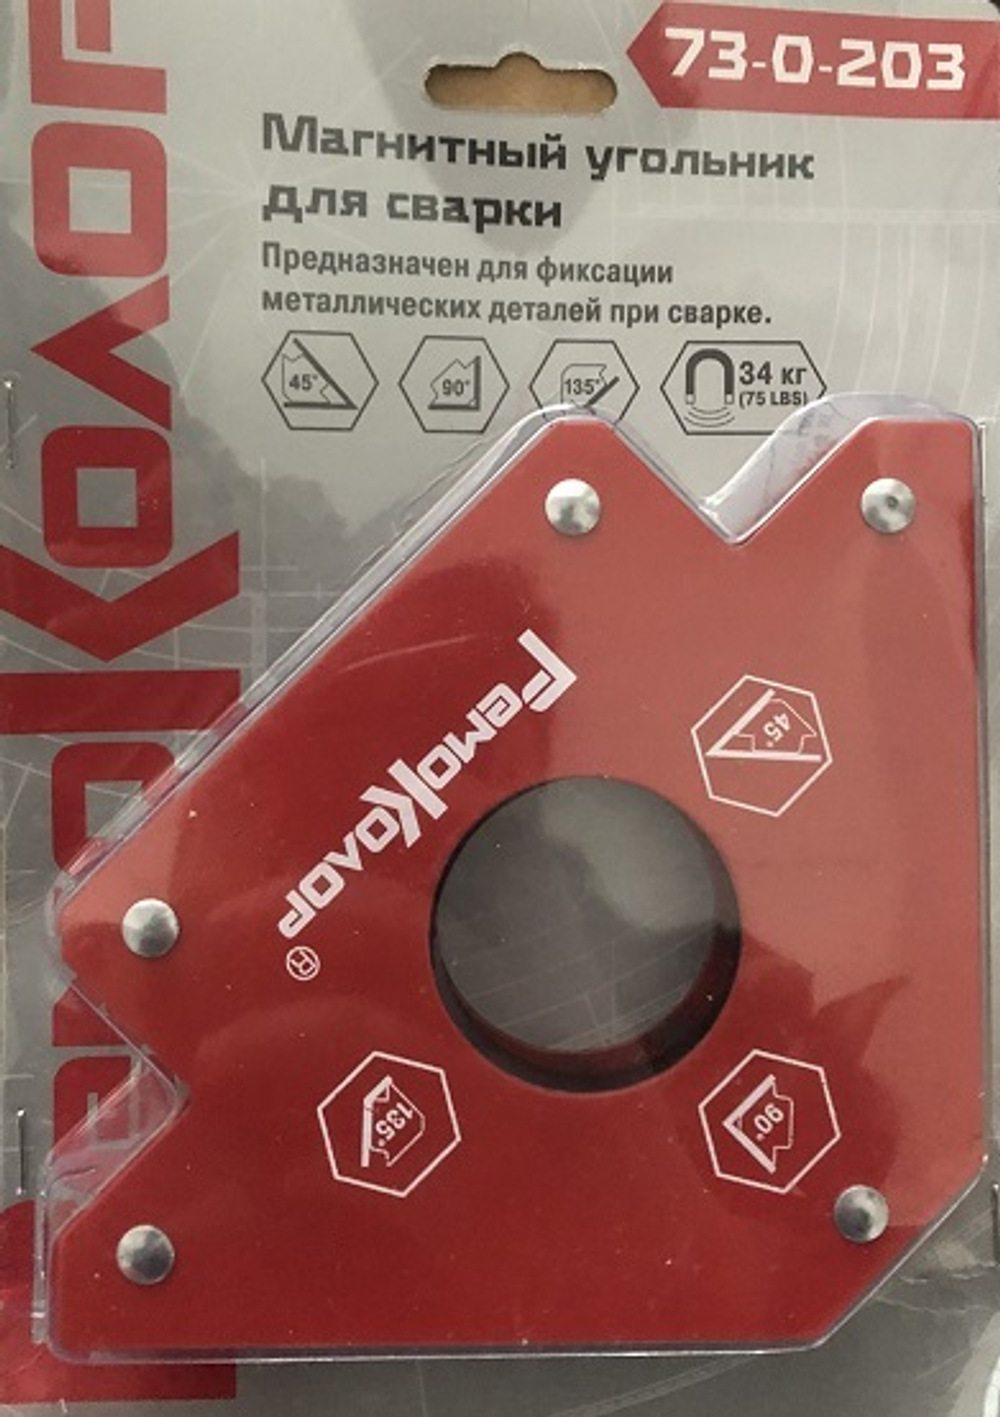 73-0-203
Магнитный угольник
для сварки
Предназначен для фиксации
металлических деталей при сварке.
45°
90°
135°
34 кг
(75 LBS)
РемоКолор
РемоКолор®
45°
135°
90°